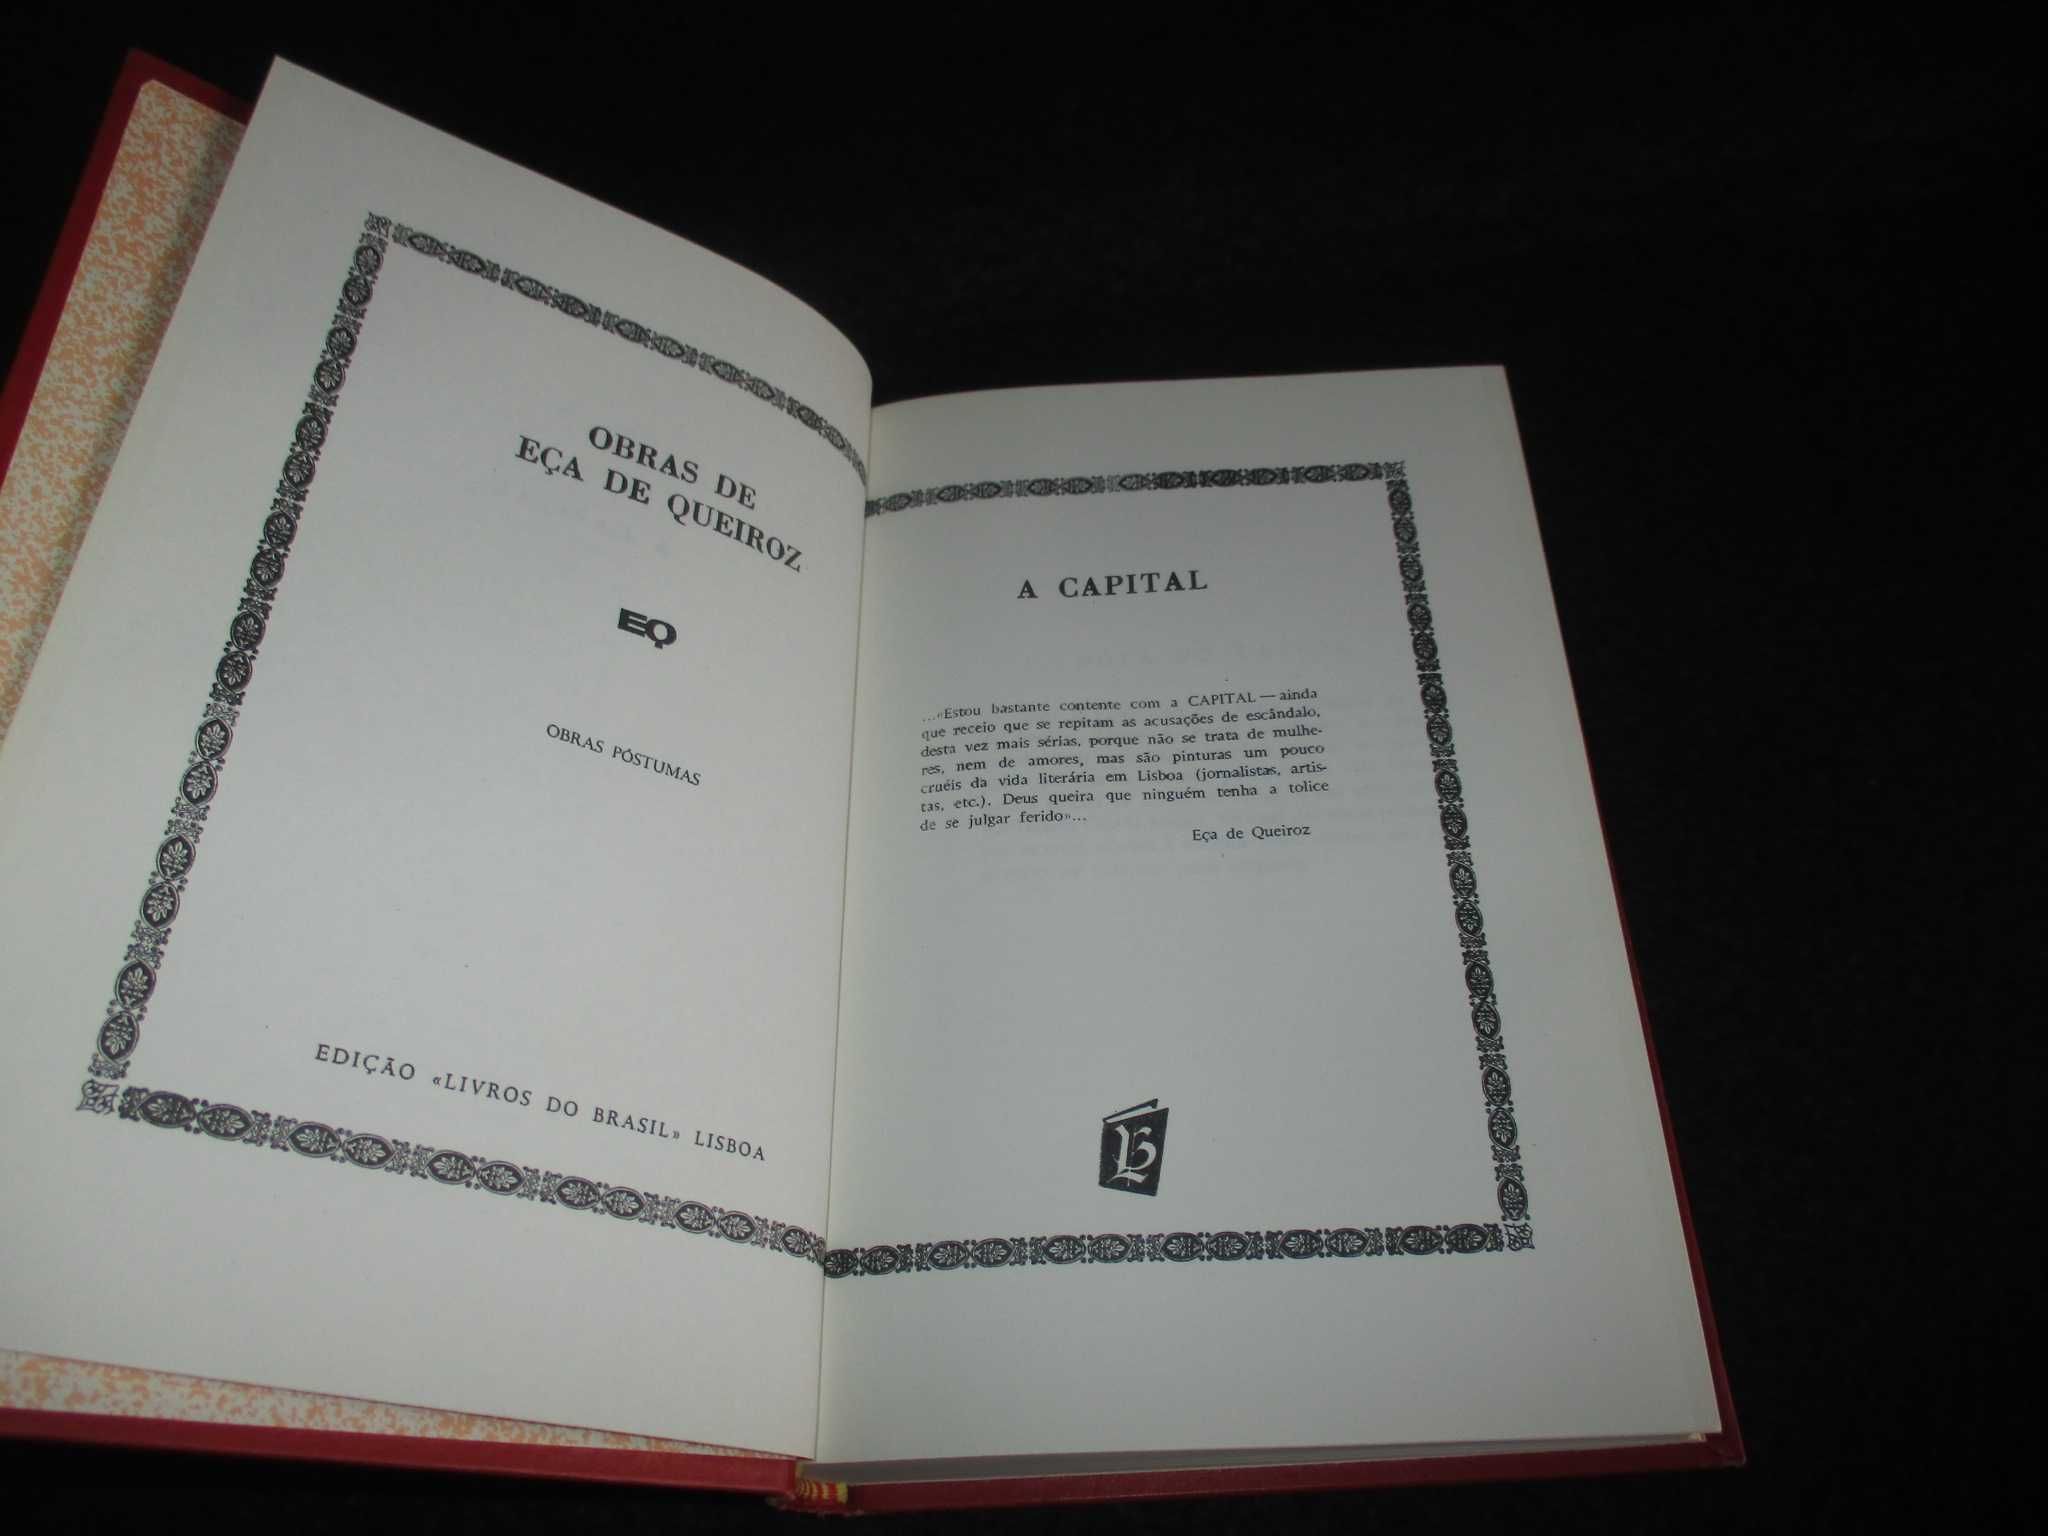 OBRAS DE
EÇA DE QUEIROZ
EQ
OBRAS PÓSTUMAS
EDIÇÃO «LIVROS DO BRASIL» LISBOA
A CAPITAL
...«Estou bastante contente com a CAPITAL — ainda
que receio que se repitam as acusações de escândalo,
desta vez mais sérias, porque não se trata de mulhe-
res, nem de amores, mas são pinturas um pouco
cruéis da vida literária em Lisboa (jornalistas, artis-
tas, etc.). Deus queira que ninguém tenha a tolice
de se julgar ferido»...
Eça de Queiroz
LB